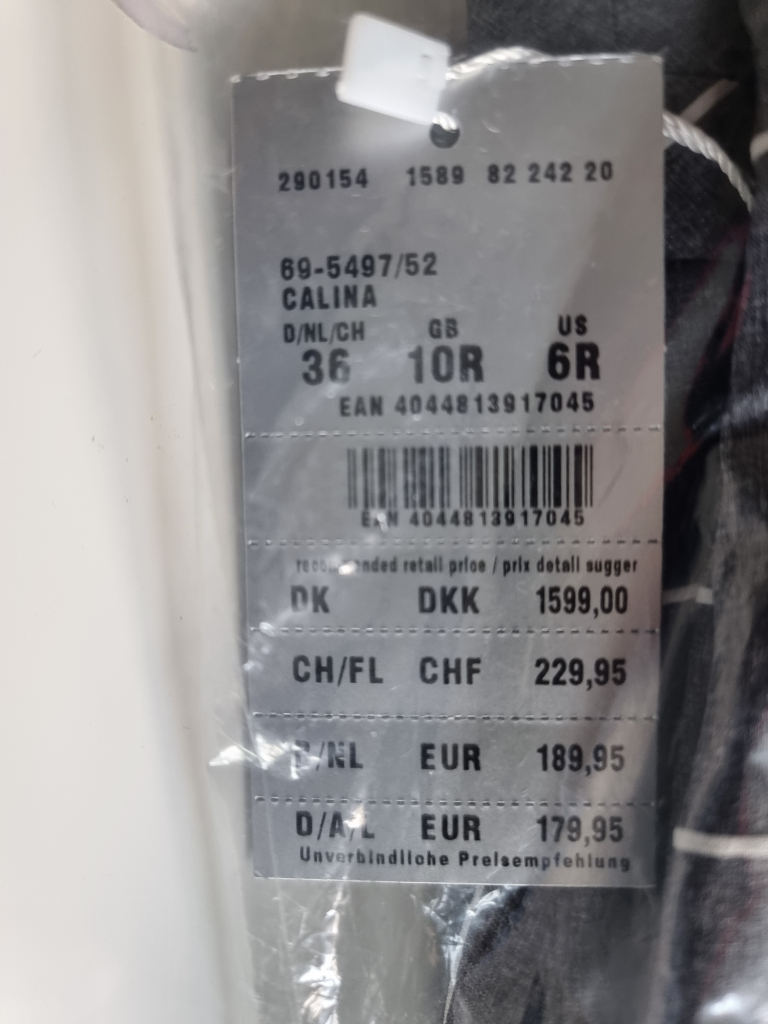 290154 1589 82 242 20
69-5497/52
CALINA
D/NL/CH GB US
36 10R 6R
EAN 4044813917045
EAN 4044813917045
recommended retail price / prix detail sugger
DK DKK 1599,00
CH/FL CHF 229,95
/NL EUR 189,95
D/A/L EUR 179,95
Unverbindliche Preisempfehlung